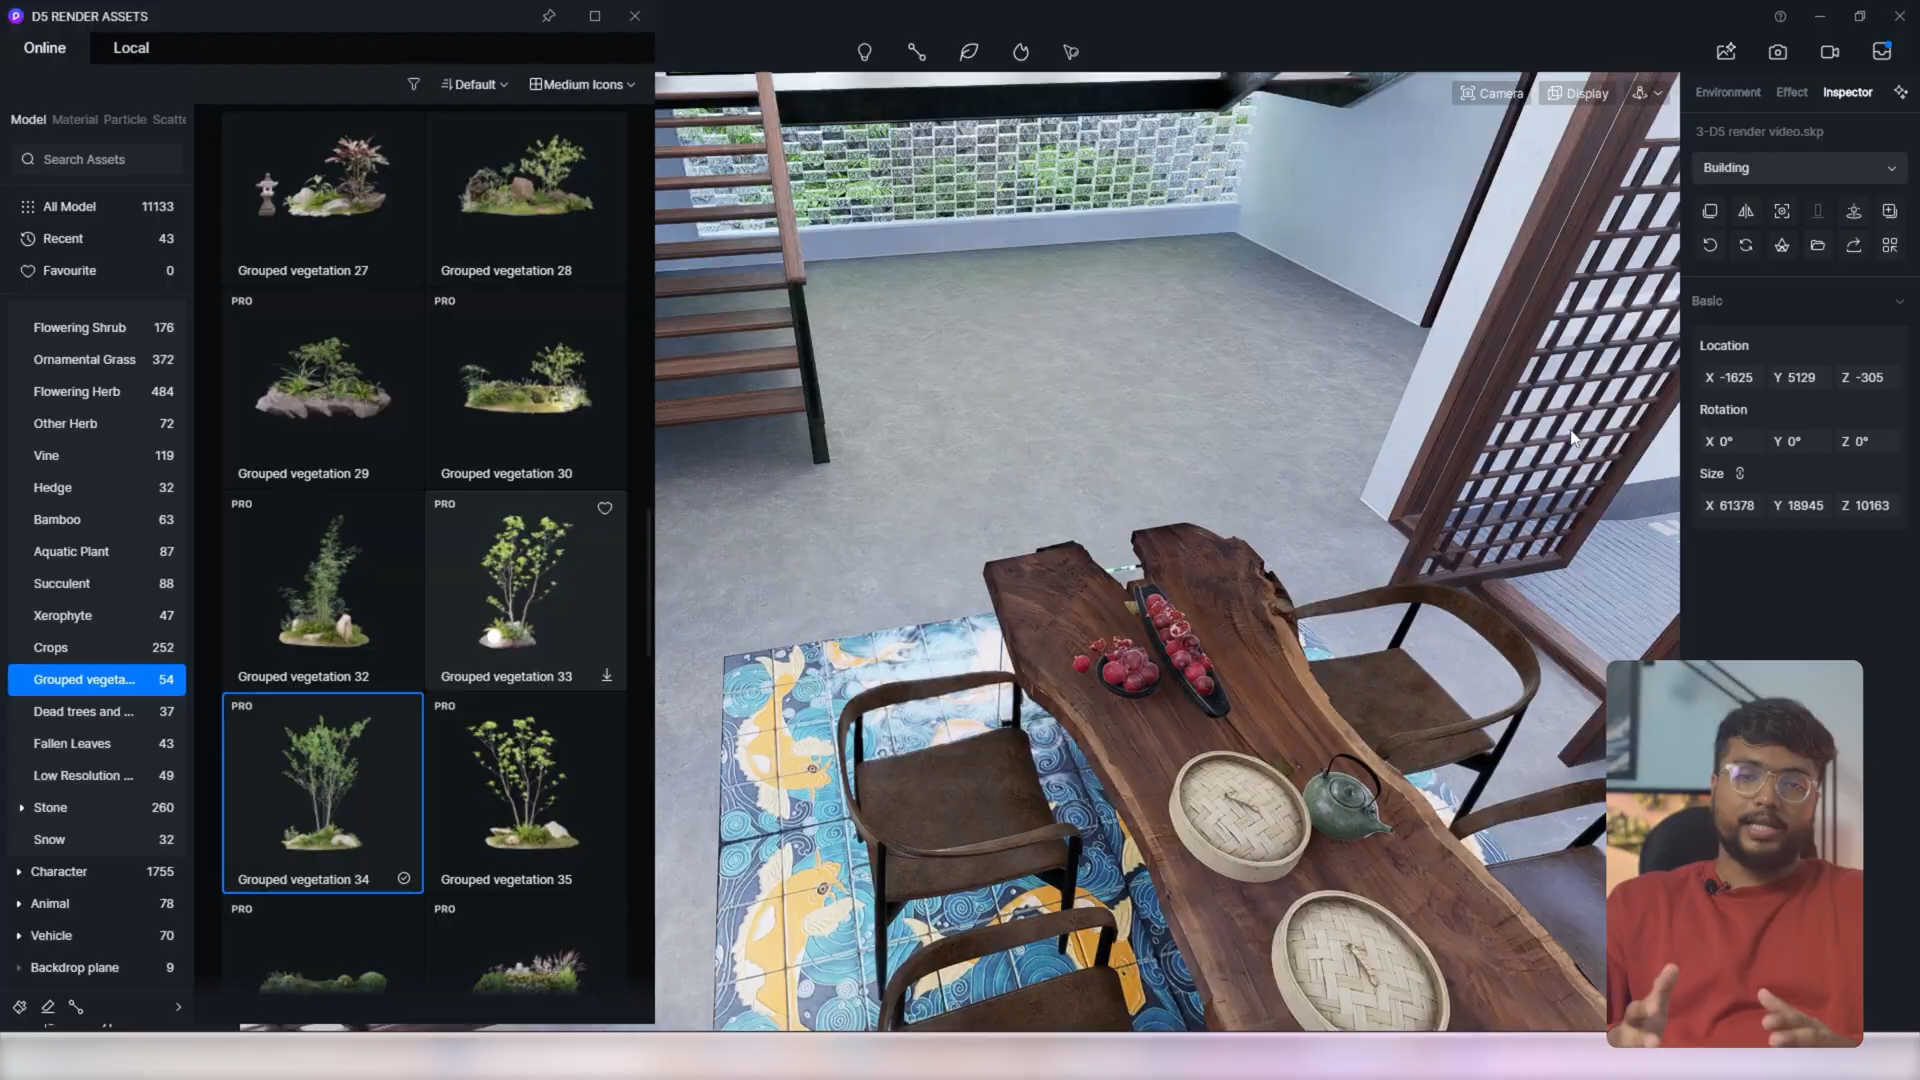 D5 RENDER ASSETS
Online Local
Default Medium Icons
Model Material Particle Scatte
Search Assets
All Model 11133
Recent 43
Favourite 0
Flowering Shrub 176
Ornamental Grass 372
Flowering Herb 484
Other Herb 72
Vine 119
Hedge 32
Bamboo 63
Aquatic Plant 87
Succulent 88
Xerophyte 47
Crops 252
Grouped vegeta... 54
Dead trees and ... 37
Fallen Leaves 43
Low Resolution ... 49
Stone 260
Snow 32
Character 1755
Animal 78
Vehicle 70
Backdrop plane 9
Grouped vegetation 27 Grouped vegetation 28
PRO PRO
Grouped vegetation 29 Grouped vegetation 30
PRO PRO
Grouped vegetation 32 Grouped vegetation 33
PRO PRO
Grouped vegetation 34 Grouped vegetation 35
PRO PRO
Camera Display
Environment Effect Inspector
3-D5 render video.skp
Building
Basic
Location
X -1625 Y 5129 Z -305
Rotation
X 0° Y 0° Z 0°
Size
X 61378 Y 18945 Z 10163